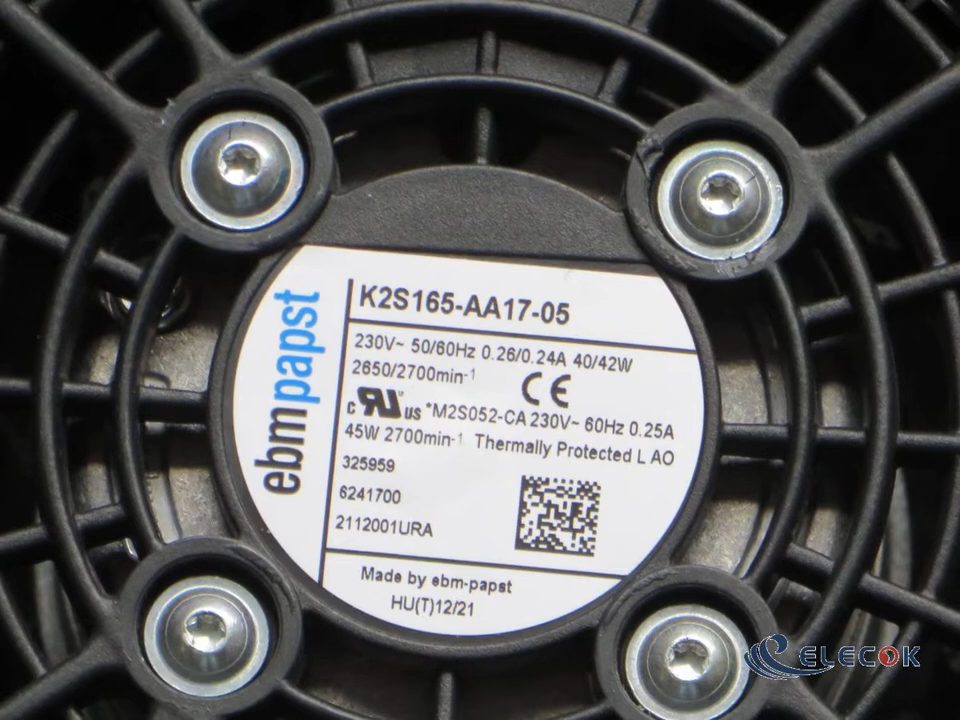 ebmpapst
K2S165-AA17-05
230V~ 50/60Hz 0.26/0.24A 40/42W
2650/2700min-1 CE
c RU us *M2S052-CA 230V~ 60Hz 0.25A
45W 2700min-1 Thermally Protected L AO
325959
6241700
2112001URA
Made by ebm-papst
HU(T)12/21
ELECOK